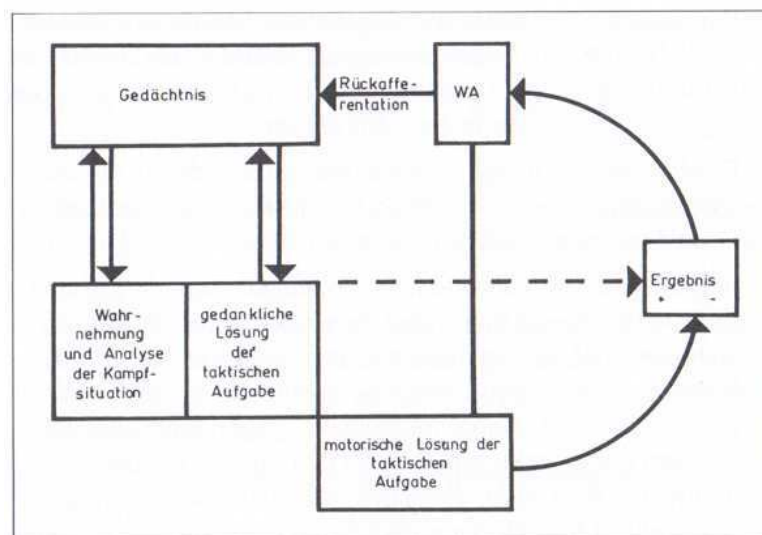 Gedächtnis
Rückaffe-
rentation
WA
Ergebnis
+ -
Wahr-
nehmung
und Analyse
der Kampf-
situation
gedankliche
Lösung
der
taktischen
Aufgabe
motorische Lösung der
taktischen
Aufgabe